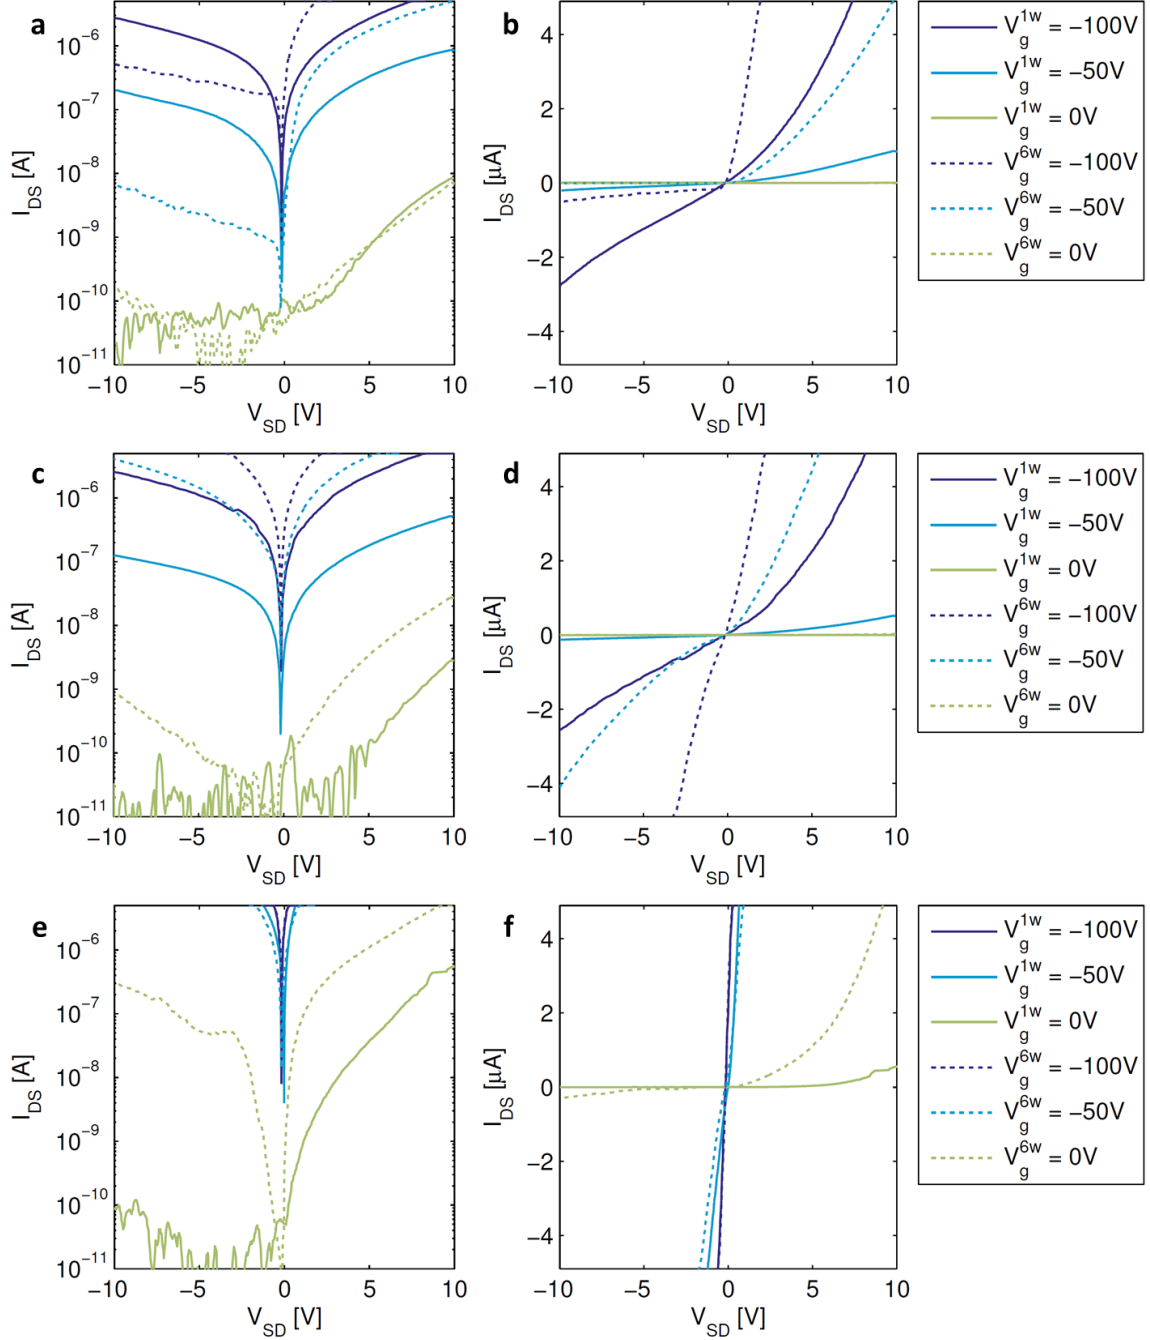 a
10⁻⁶
10⁻⁷
10⁻⁸
10⁻⁹
10⁻¹⁰
10⁻¹¹
I_DS [A]
−10 −5 0 5 10
V_SD [V]
b
4
2
0
−2
−4
I_DS [µA]
−10 −5 0 5 10
V_SD [V]
V_g^1w = −100V
V_g^1w = −50V
V_g^1w = 0V
V_g^6w = −100V
V_g^6w = −50V
V_g^6w = 0V
c
10⁻⁶
10⁻⁷
10⁻⁸
10⁻⁹
10⁻¹⁰
10⁻¹¹
I_DS [A]
−10 −5 0 5 10
V_SD [V]
d
4
2
0
−2
−4
I_DS [µA]
−10 −5 0 5 10
V_SD [V]
V_g^1w = −100V
V_g^1w = −50V
V_g^1w = 0V
V_g^6w = −100V
V_g^6w = −50V
V_g^6w = 0V
e
10⁻⁶
10⁻⁷
10⁻⁸
10⁻⁹
10⁻¹⁰
10⁻¹¹
I_DS [A]
−10 −5 0 5 10
V_SD [V]
f
4
2
0
−2
−4
I_DS [µA]
−10 −5 0 5 10
V_SD [V]
V_g^1w = −100V
V_g^1w = −50V
V_g^1w = 0V
V_g^6w = −100V
V_g^6w = −50V
V_g^6w = 0V